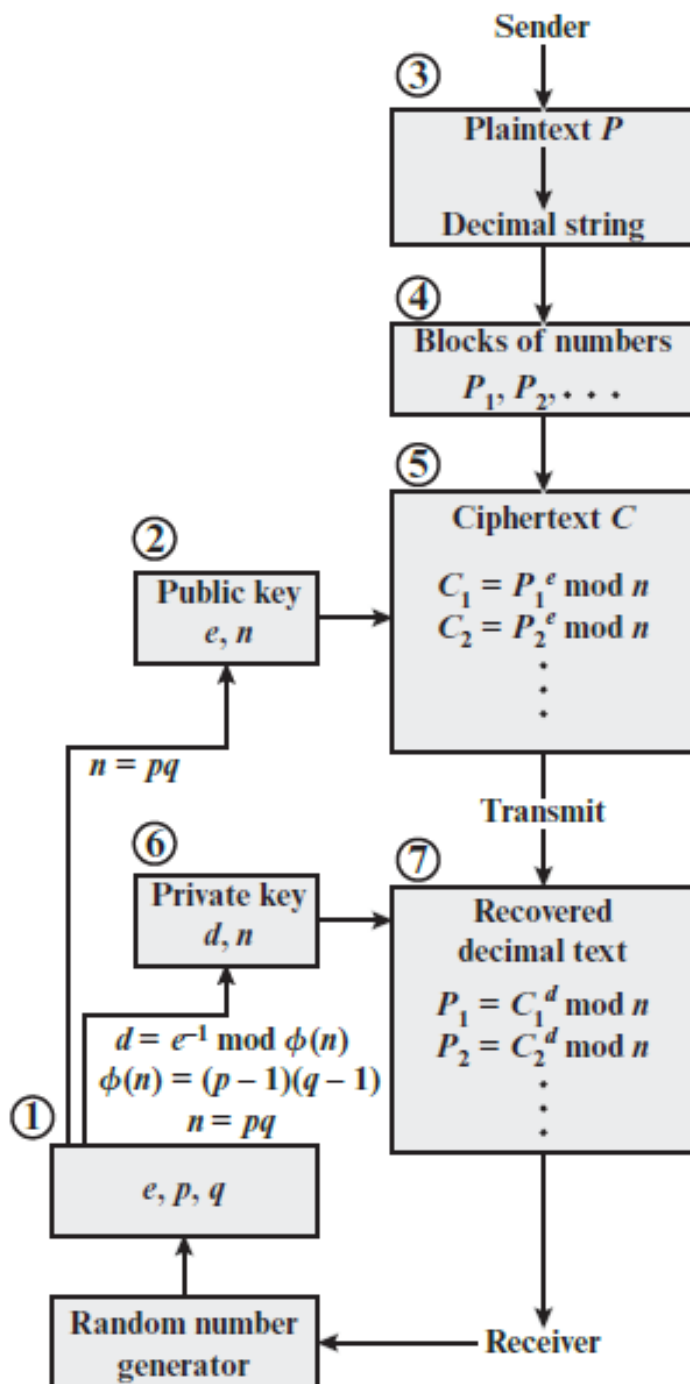 Sender
③
Plaintext P
Decimal string
④
Blocks of numbers
P₁, P₂, . . .
⑤
Ciphertext C
C₁ = P₁ᵉ mod n
C₂ = P₂ᵉ mod n
②
Public key
e, n
n = pq
Transmit
⑥
Private key
d, n
⑦
Recovered
decimal text
P₁ = C₁ᵈ mod n
P₂ = C₂ᵈ mod n
d = e⁻¹ mod ϕ(n)
ϕ(n) = (p – 1)(q – 1)
n = pq
①
e, p, q
Random number
generator
Receiver